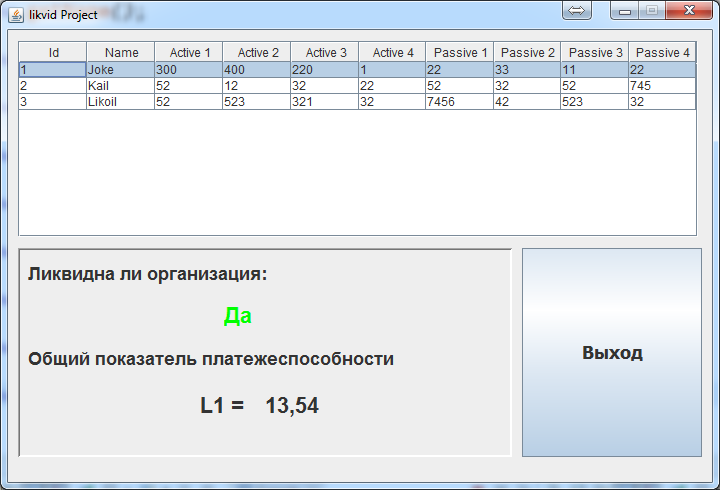 likvid Project
Id Name Active 1 Active 2 Active 3 Active 4 Passive 1 Passive 2 Passive 3 Passive 4
1 Joke 300 400 220 1 22 33 11 22
2 Kail 52 12 32 22 52 32 52 745
3 Likoil 52 523 321 32 7456 42 523 32
Ликвидна ли организация:
Да
Общий показатель платежеспособности
L1 = 13,54
Выход